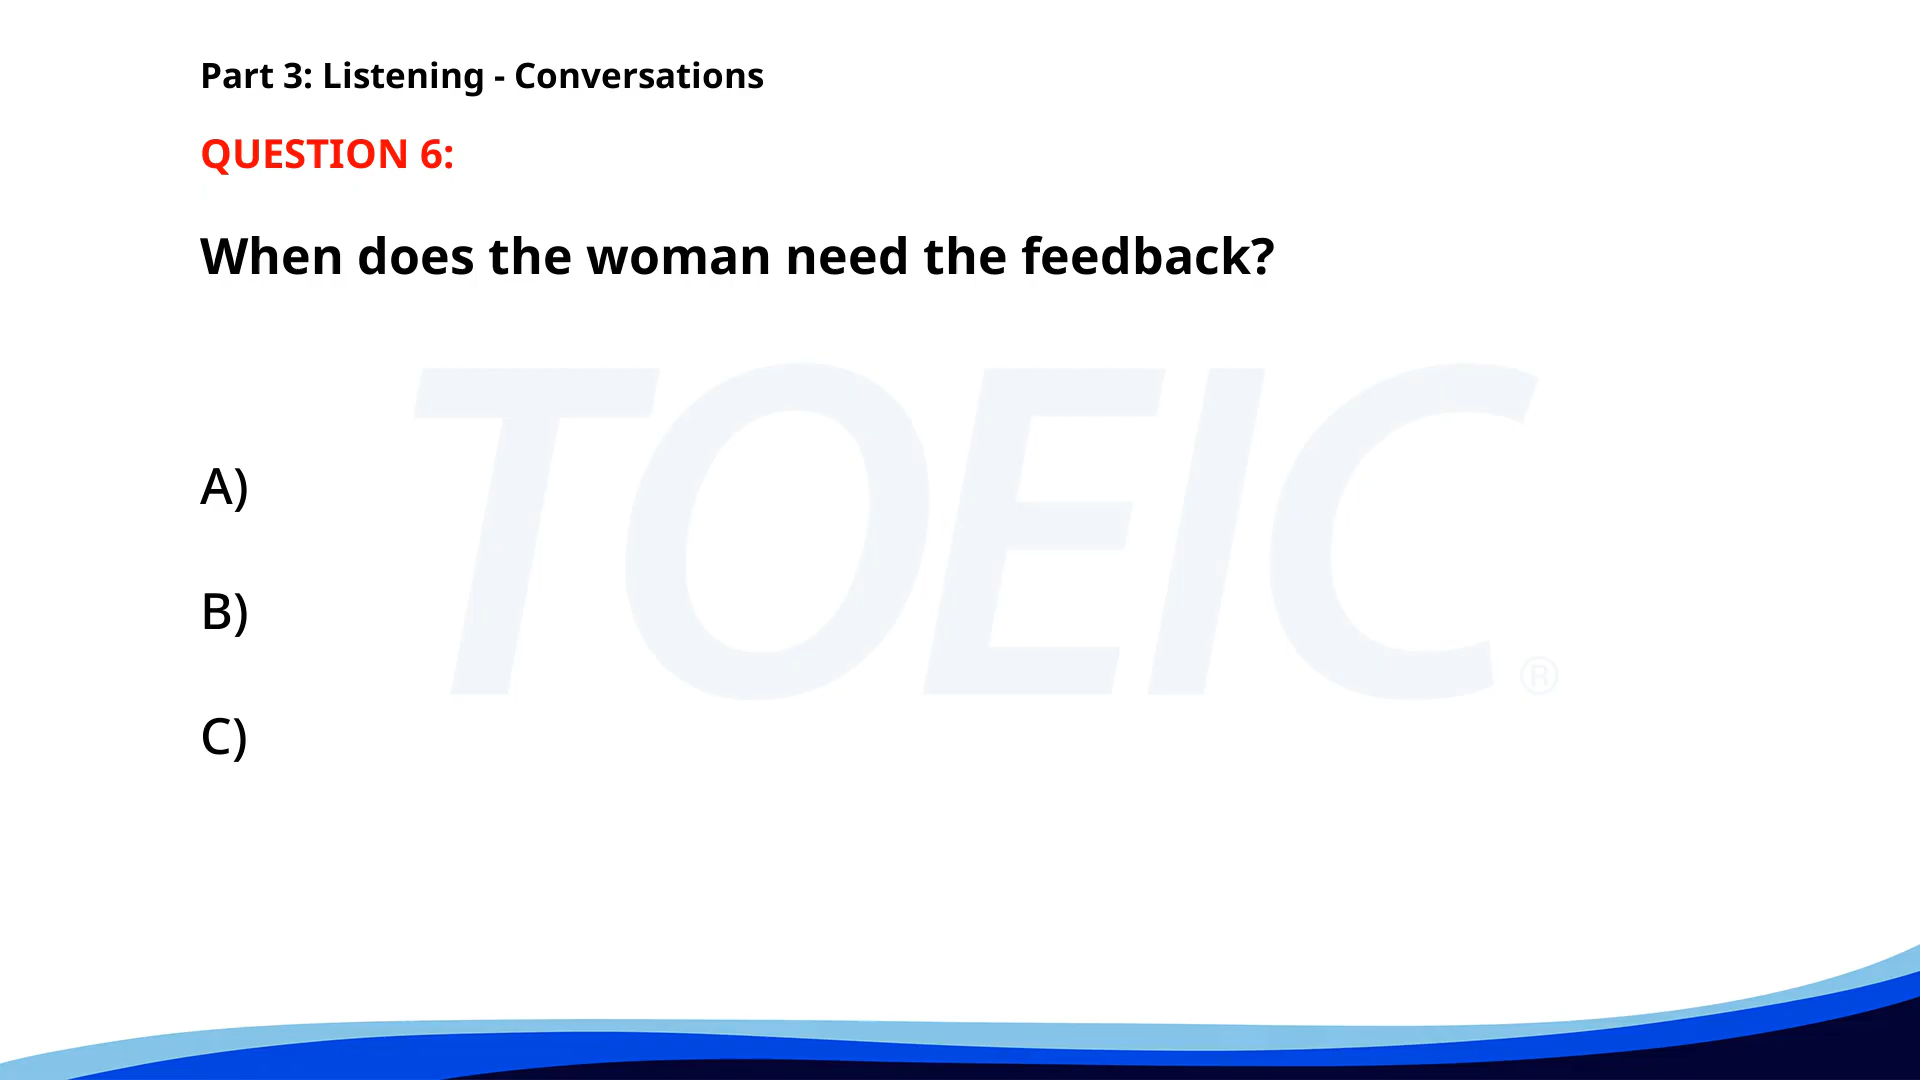 Part 3: Listening - Conversations
QUESTION 6:
When does the woman need the feedback?
TOEIC®
A)
B)
C)